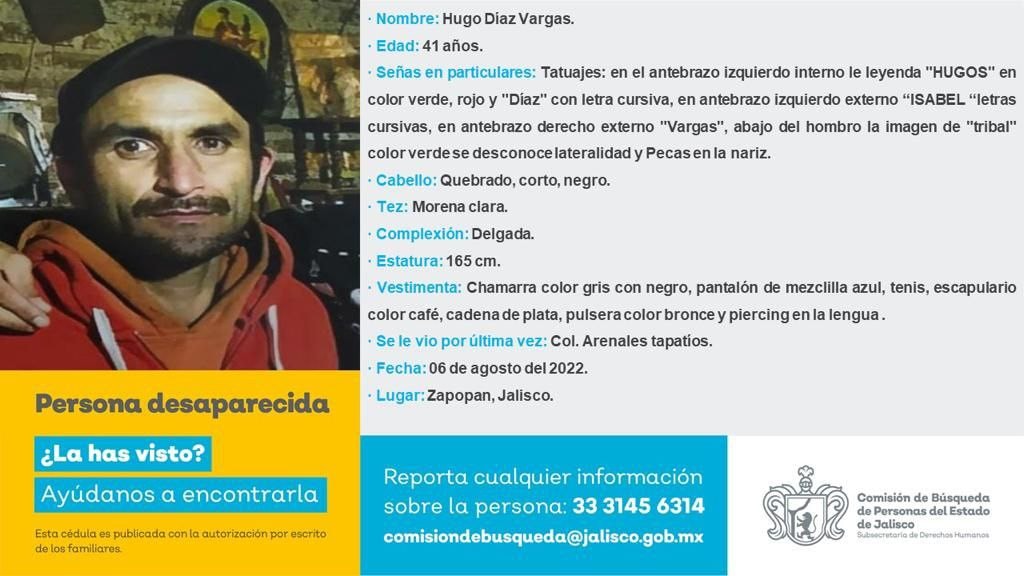 · Nombre: Hugo Díaz Vargas.
· Edad: 41 años.
· Señas en particulares: Tatuajes: en el antebrazo izquierdo interno le leyenda "HUGOS" en
color verde, rojo y "Díaz" con letra cursiva, en antebrazo izquierdo externo “ISABEL “letras
cursivas, en antebrazo derecho externo "Vargas", abajo del hombro la imagen de "tribal"
color verde se desconoce lateralidad y Pecas en la nariz.
· Cabello: Quebrado, corto, negro.
· Tez: Morena clara.
· Complexión: Delgada.
· Estatura: 165 cm.
· Vestimenta: Chamarra color gris con negro, pantalón de mezclilla azul, tenis, escapulario
color café, cadena de plata, pulsera color bronce y piercing en la lengua .
· Se le vio por última vez: Col. Arenales tapatíos.
· Fecha: 06 de agosto del 2022.
· Lugar: Zapopan, Jalisco.
Persona desaparecida
¿La has visto?
Ayúdanos a encontrarla
Esta cédula es publicada con la autorización por escrito
de los familiares.
Reporta cualquier información
sobre la persona: 33 3145 6314
comisiondebusqueda@jalisco.gob.mx
Comisión de Búsqueda
de Personas del Estado
de Jalisco
Subsecretaría de Derechos Humanos